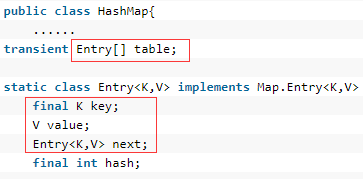 public class HashMap{
......
transient Entry[] table;
static class Entry<K,V> implements Map.Entry<K,V>
final K key;
V value;
Entry<K,V> next;
final int hash;